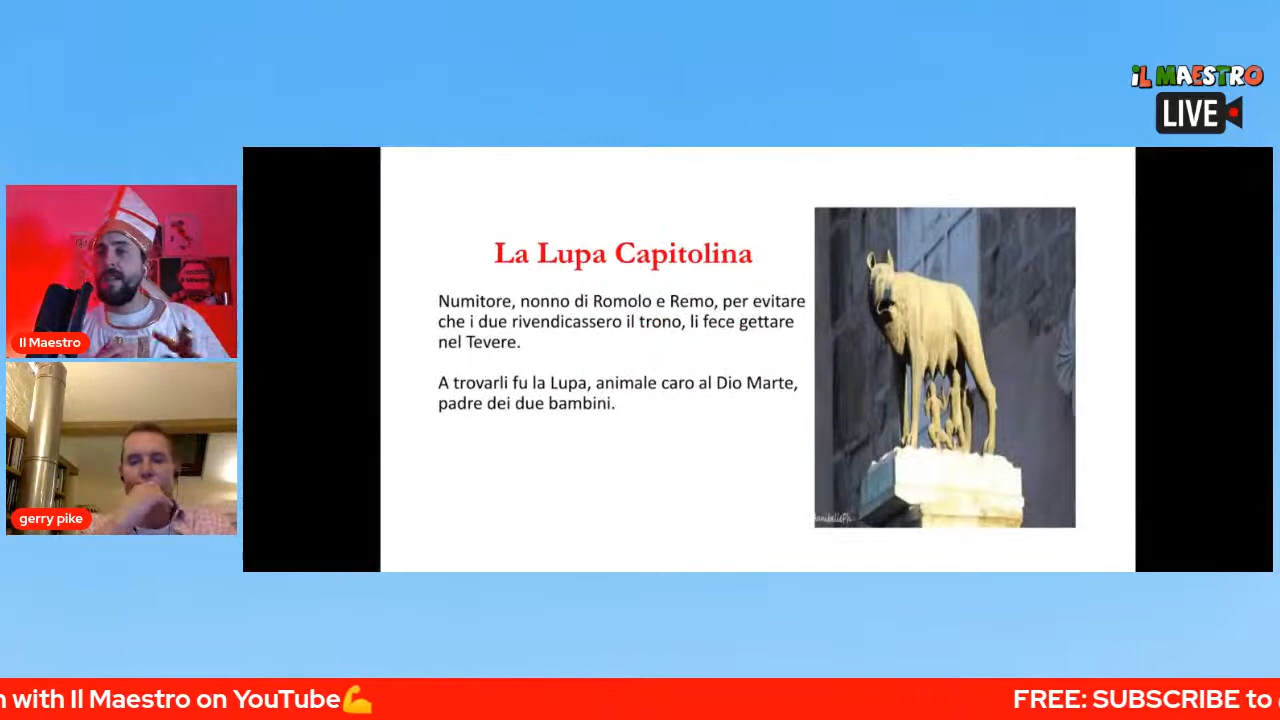 IL MAESTRO
LIVE
La Lupa Capitolina
Numitore, nonno di Romolo e Remo, per evitare
che i due rivendicassero il trono, li fece gettare
nel Tevere.
A trovarli fu la Lupa, animale caro al Dio Marte,
padre dei due bambini.
Il Maestro
gerry pike
with Il Maestro on YouTube💪
FREE: SUBSCRIBE to